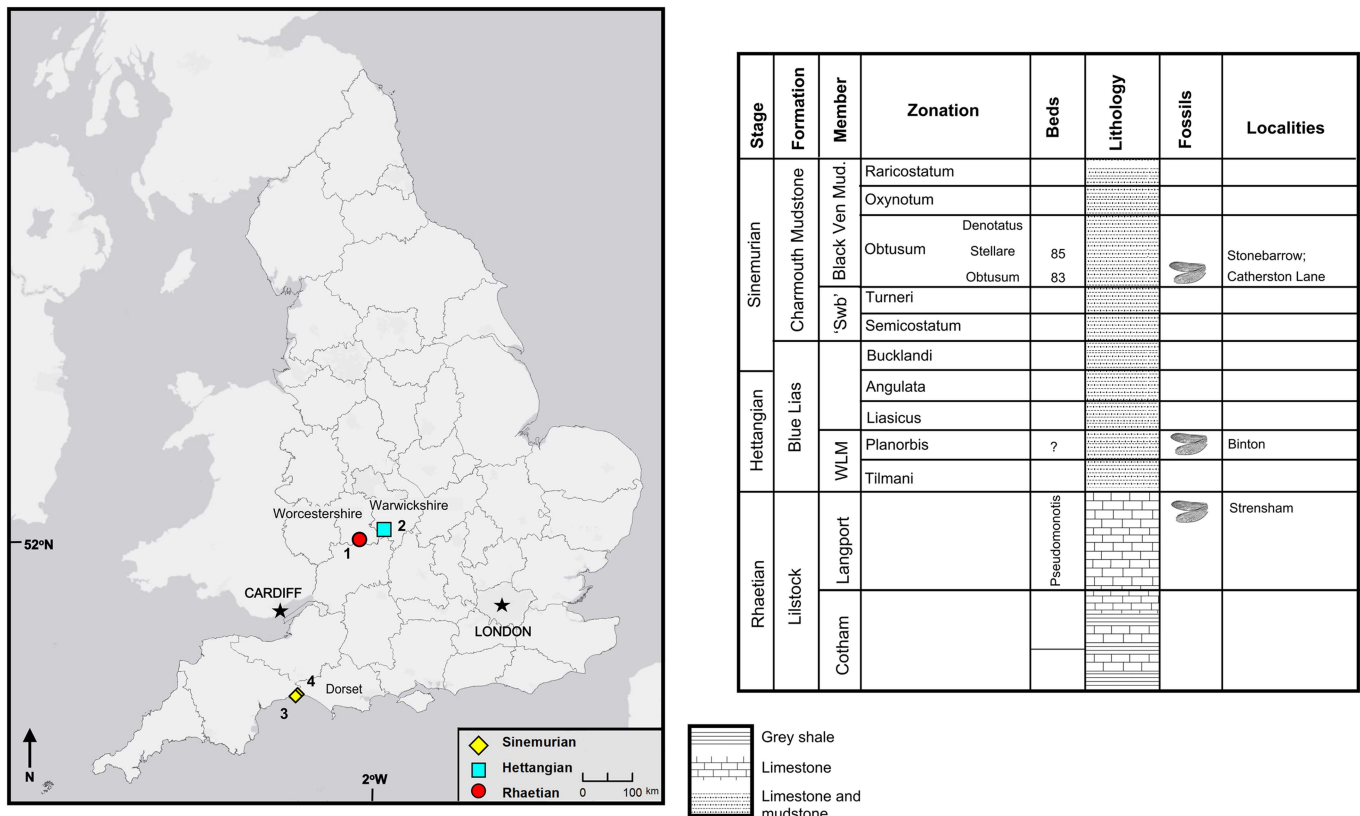 Worcestershire
Warwickshire
2
1
52ºN
CARDIFF
LONDON
4
Dorset
3
N
2ºW
Sinemurian
Hettangian
Rhaetian
0 100 km
Stage
Formation
Member
Zonation
Beds
Lithology
Fossils
Localities
Sinemurian
Hettangian
Rhaetian
Charmouth Mudstone
Blue Lias
Lilstock
Black Ven Mud.
'Swb'
WLM
Langport
Cotham
Raricostatum
Oxynotum
Denotatus
Obtusum Stellare 85
Obtusum 83
Stonebarrow;
Catherston Lane
Turneri
Semicostatum
Bucklandi
Angulata
Liasicus
Planorbis ? Binton
Tilmani
Pseudomonotis
Strensham
Grey shale
Limestone
Limestone and
mudstone